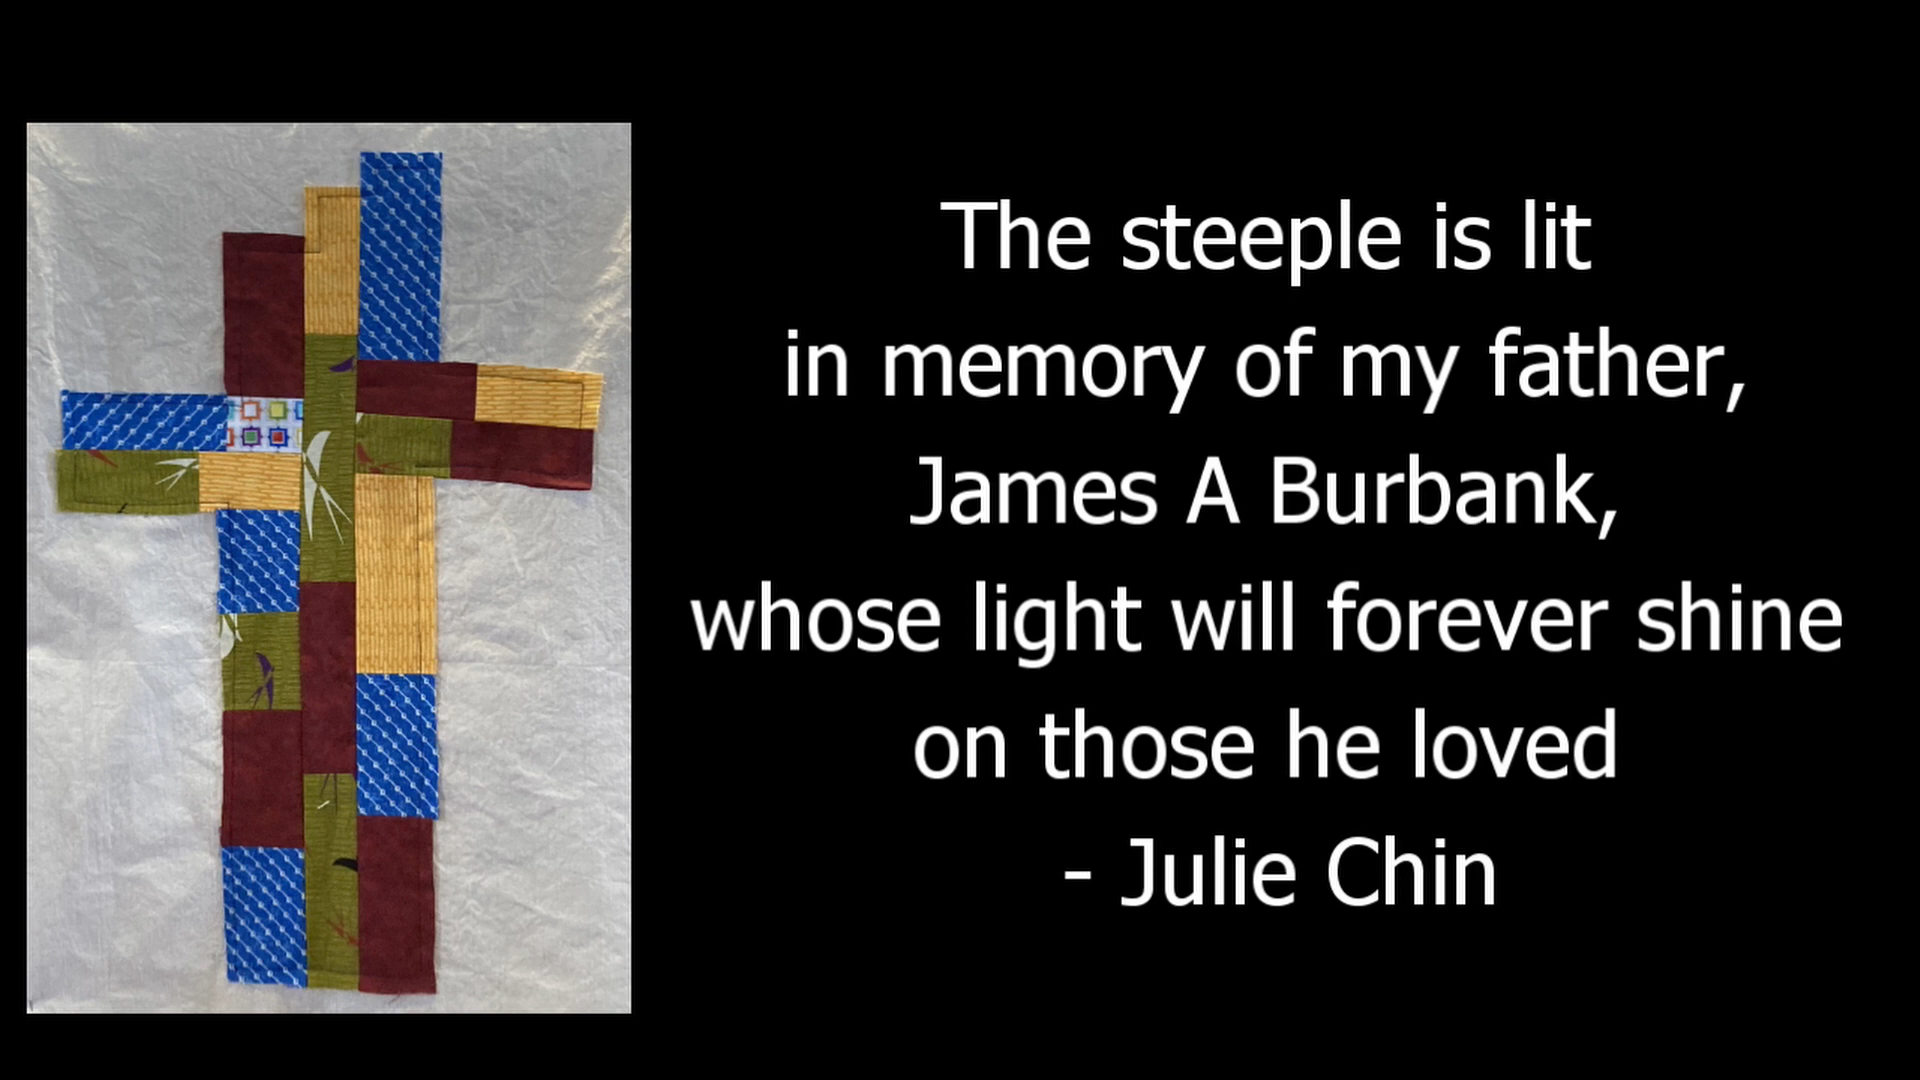 The steeple is lit
in memory of my father,
James A Burbank,
whose light will forever shine
on those he loved
- Julie Chin